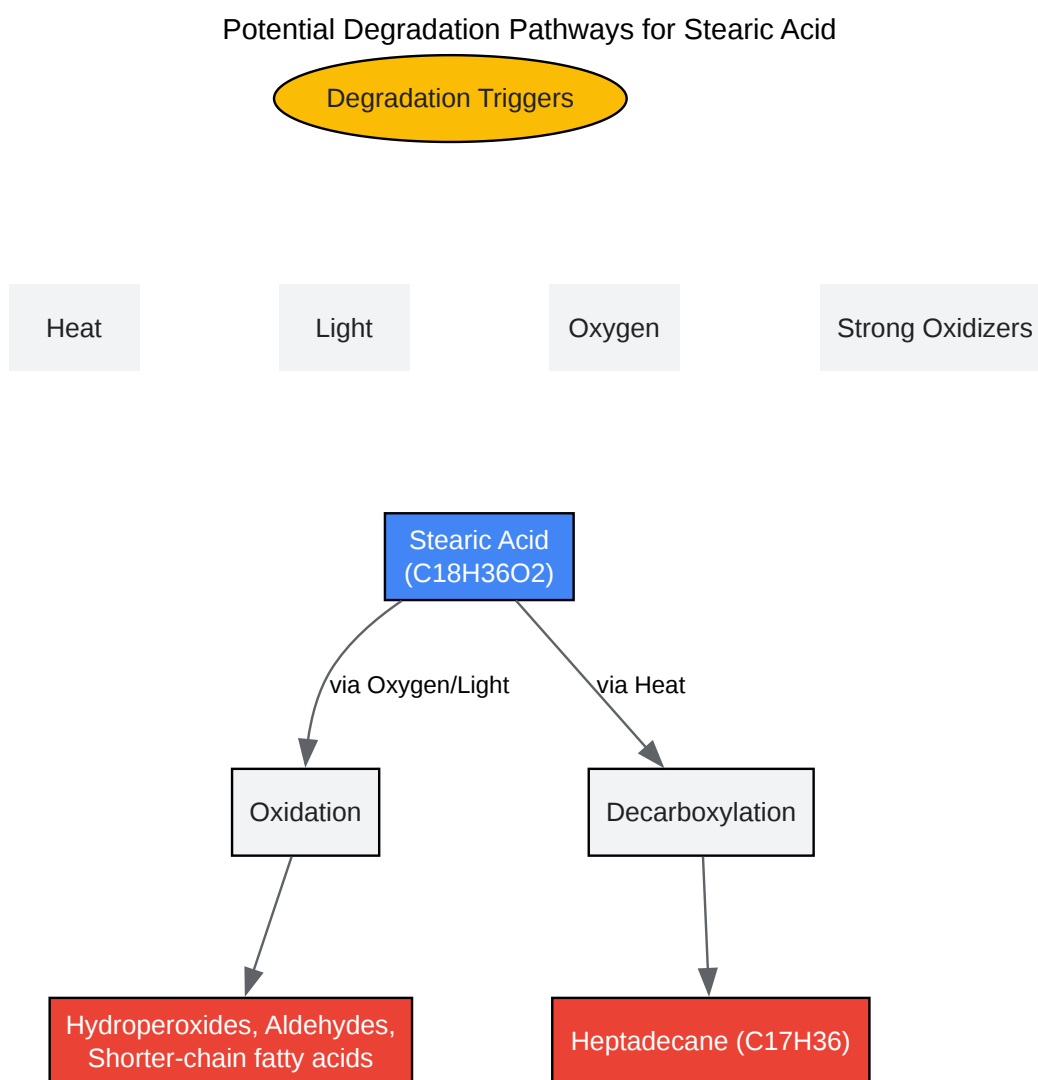 Potential Degradation Pathways for Stearic Acid
Degradation Triggers
Heat
Light
Oxygen
Strong Oxidizers
Stearic Acid
(C18H36O2)
via Oxygen/Light
via Heat
Oxidation
Decarboxylation
Hydroperoxides, Aldehydes,
Shorter-chain fatty acids
Heptadecane (C17H36)